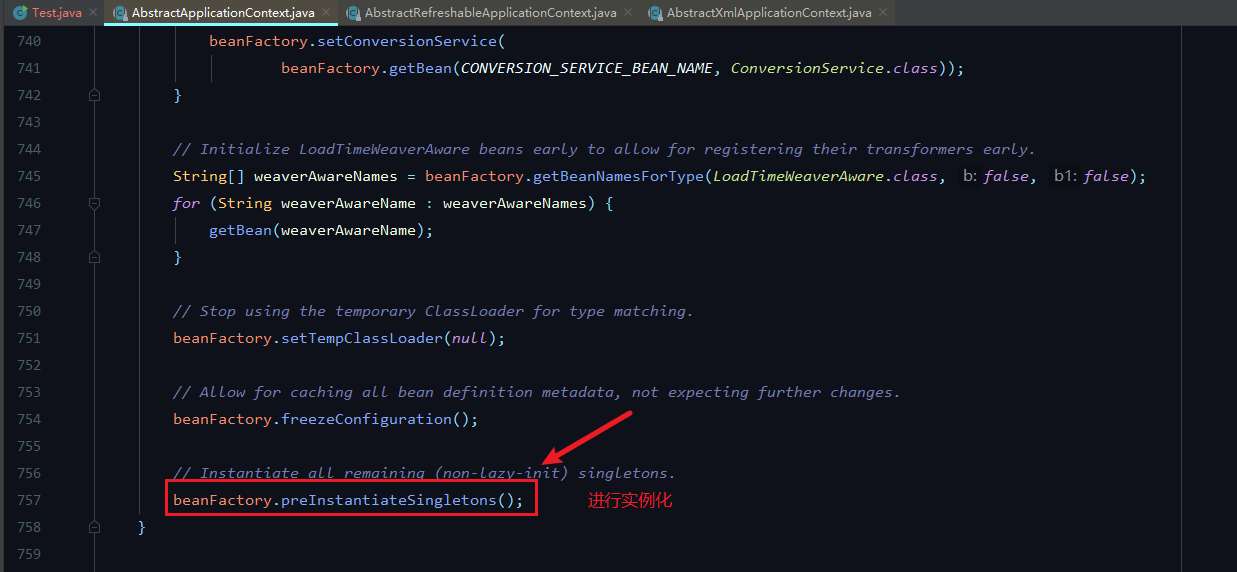 Test.java × AbstractApplicationContext.java × AbstractRefreshableApplicationContext.java × AbstractXmlApplicationContext.java ×
740 beanFactory.setConversionService(
741 beanFactory.getBean(CONVERSION_SERVICE_BEAN_NAME, ConversionService.class));
742 }
743
744 // Initialize LoadTimeWeaverAware beans early to allow for registering their transformers early.
745 String[] weaverAwareNames = beanFactory.getBeanNamesForType(LoadTimeWeaverAware.class, b: false, b1: false);
746 for (String weaverAwareName : weaverAwareNames) {
747 getBean(weaverAwareName);
748 }
749
750 // Stop using the temporary ClassLoader for type matching.
751 beanFactory.setTempClassLoader(null);
752
753 // Allow for caching all bean definition metadata, not expecting further changes.
754 beanFactory.freezeConfiguration();
755
756 // Instantiate all remaining (non-lazy-init) singletons.
757 beanFactory.preInstantiateSingletons(); 进行实例化
758 }
759